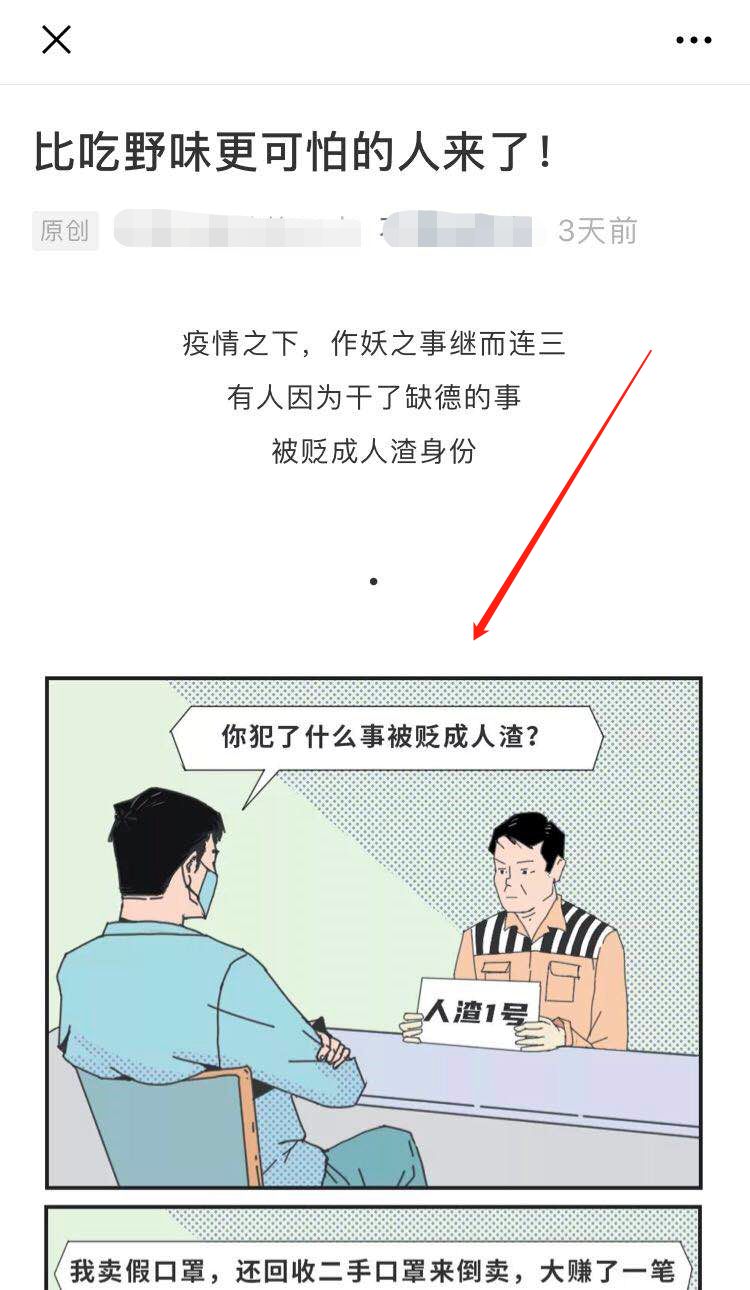 比吃野味更可怕的人来了！
原创 3天前
疫情之下，作妖之事继而连三
有人因为干了缺德的事
被贬成人渣身份
你犯了什么事被贬成人渣？
人渣1号
我卖假口罩，还回收二手口罩来倒卖，大赚了一笔